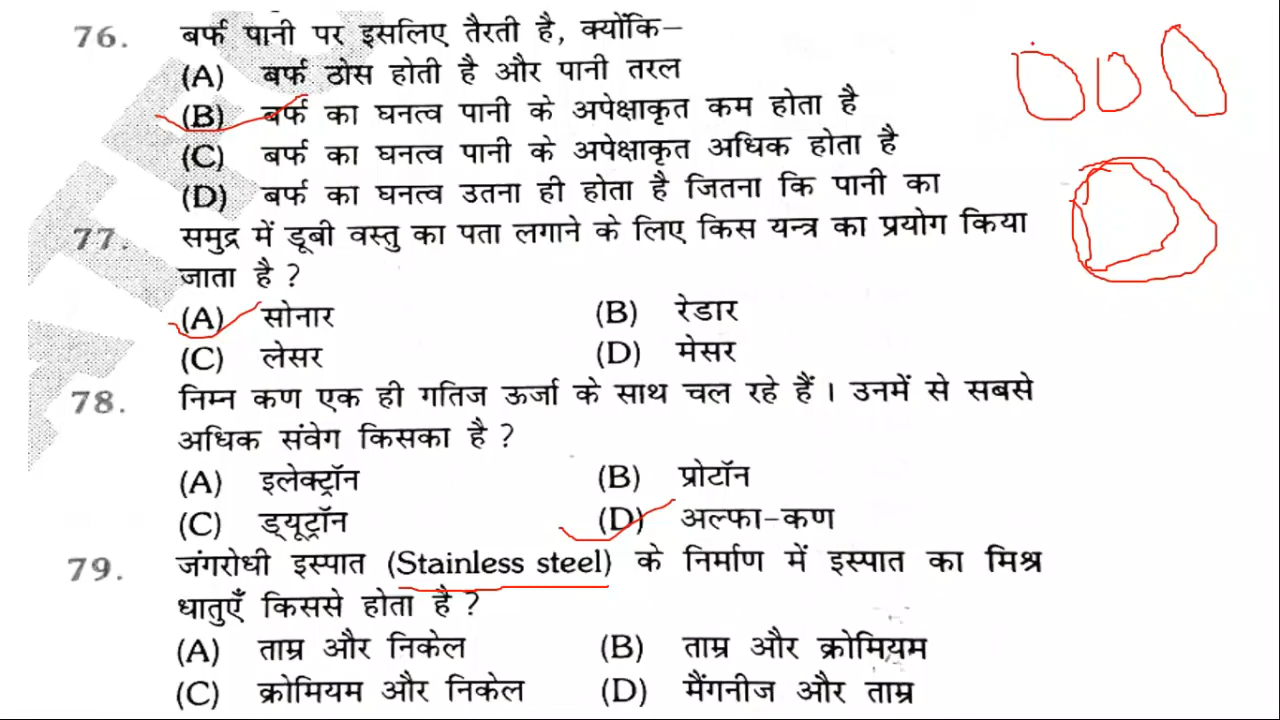 76. बर्फ पानी पर इसलिए तैरती है, क्योंकि–
(A) बर्फ ठोस होती है और पानी तरल
(B) बर्फ का घनत्व पानी के अपेक्षाकृत कम होता है
(C) बर्फ का घनत्व पानी के अपेक्षाकृत अधिक होता है
(D) बर्फ का घनत्व उतना ही होता है जितना कि पानी का
77. समुद्र में डूबी वस्तु का पता लगाने के लिए किस यन्त्र का प्रयोग किया
जाता है ?
(A) सोनार (B) रेडार
(C) लेसर (D) मेसर
78. निम्न कण एक ही गतिज ऊर्जा के साथ चल रहे हैं । उनमें से सबसे
अधिक संवेग किसका है ?
(A) इलेक्ट्रॉन (B) प्रोटॉन
(C) ड्यूट्रॉन (D) अल्फा-कण
79. जंगरोधी इस्पात (Stainless steel) के निर्माण में इस्पात का मिश्र
धातुएँ किससे होता है ?
(A) ताम्र और निकेल (B) ताम्र और क्रोमियम
(C) क्रोमियम और निकेल (D) मैंगनीज और ताम्र